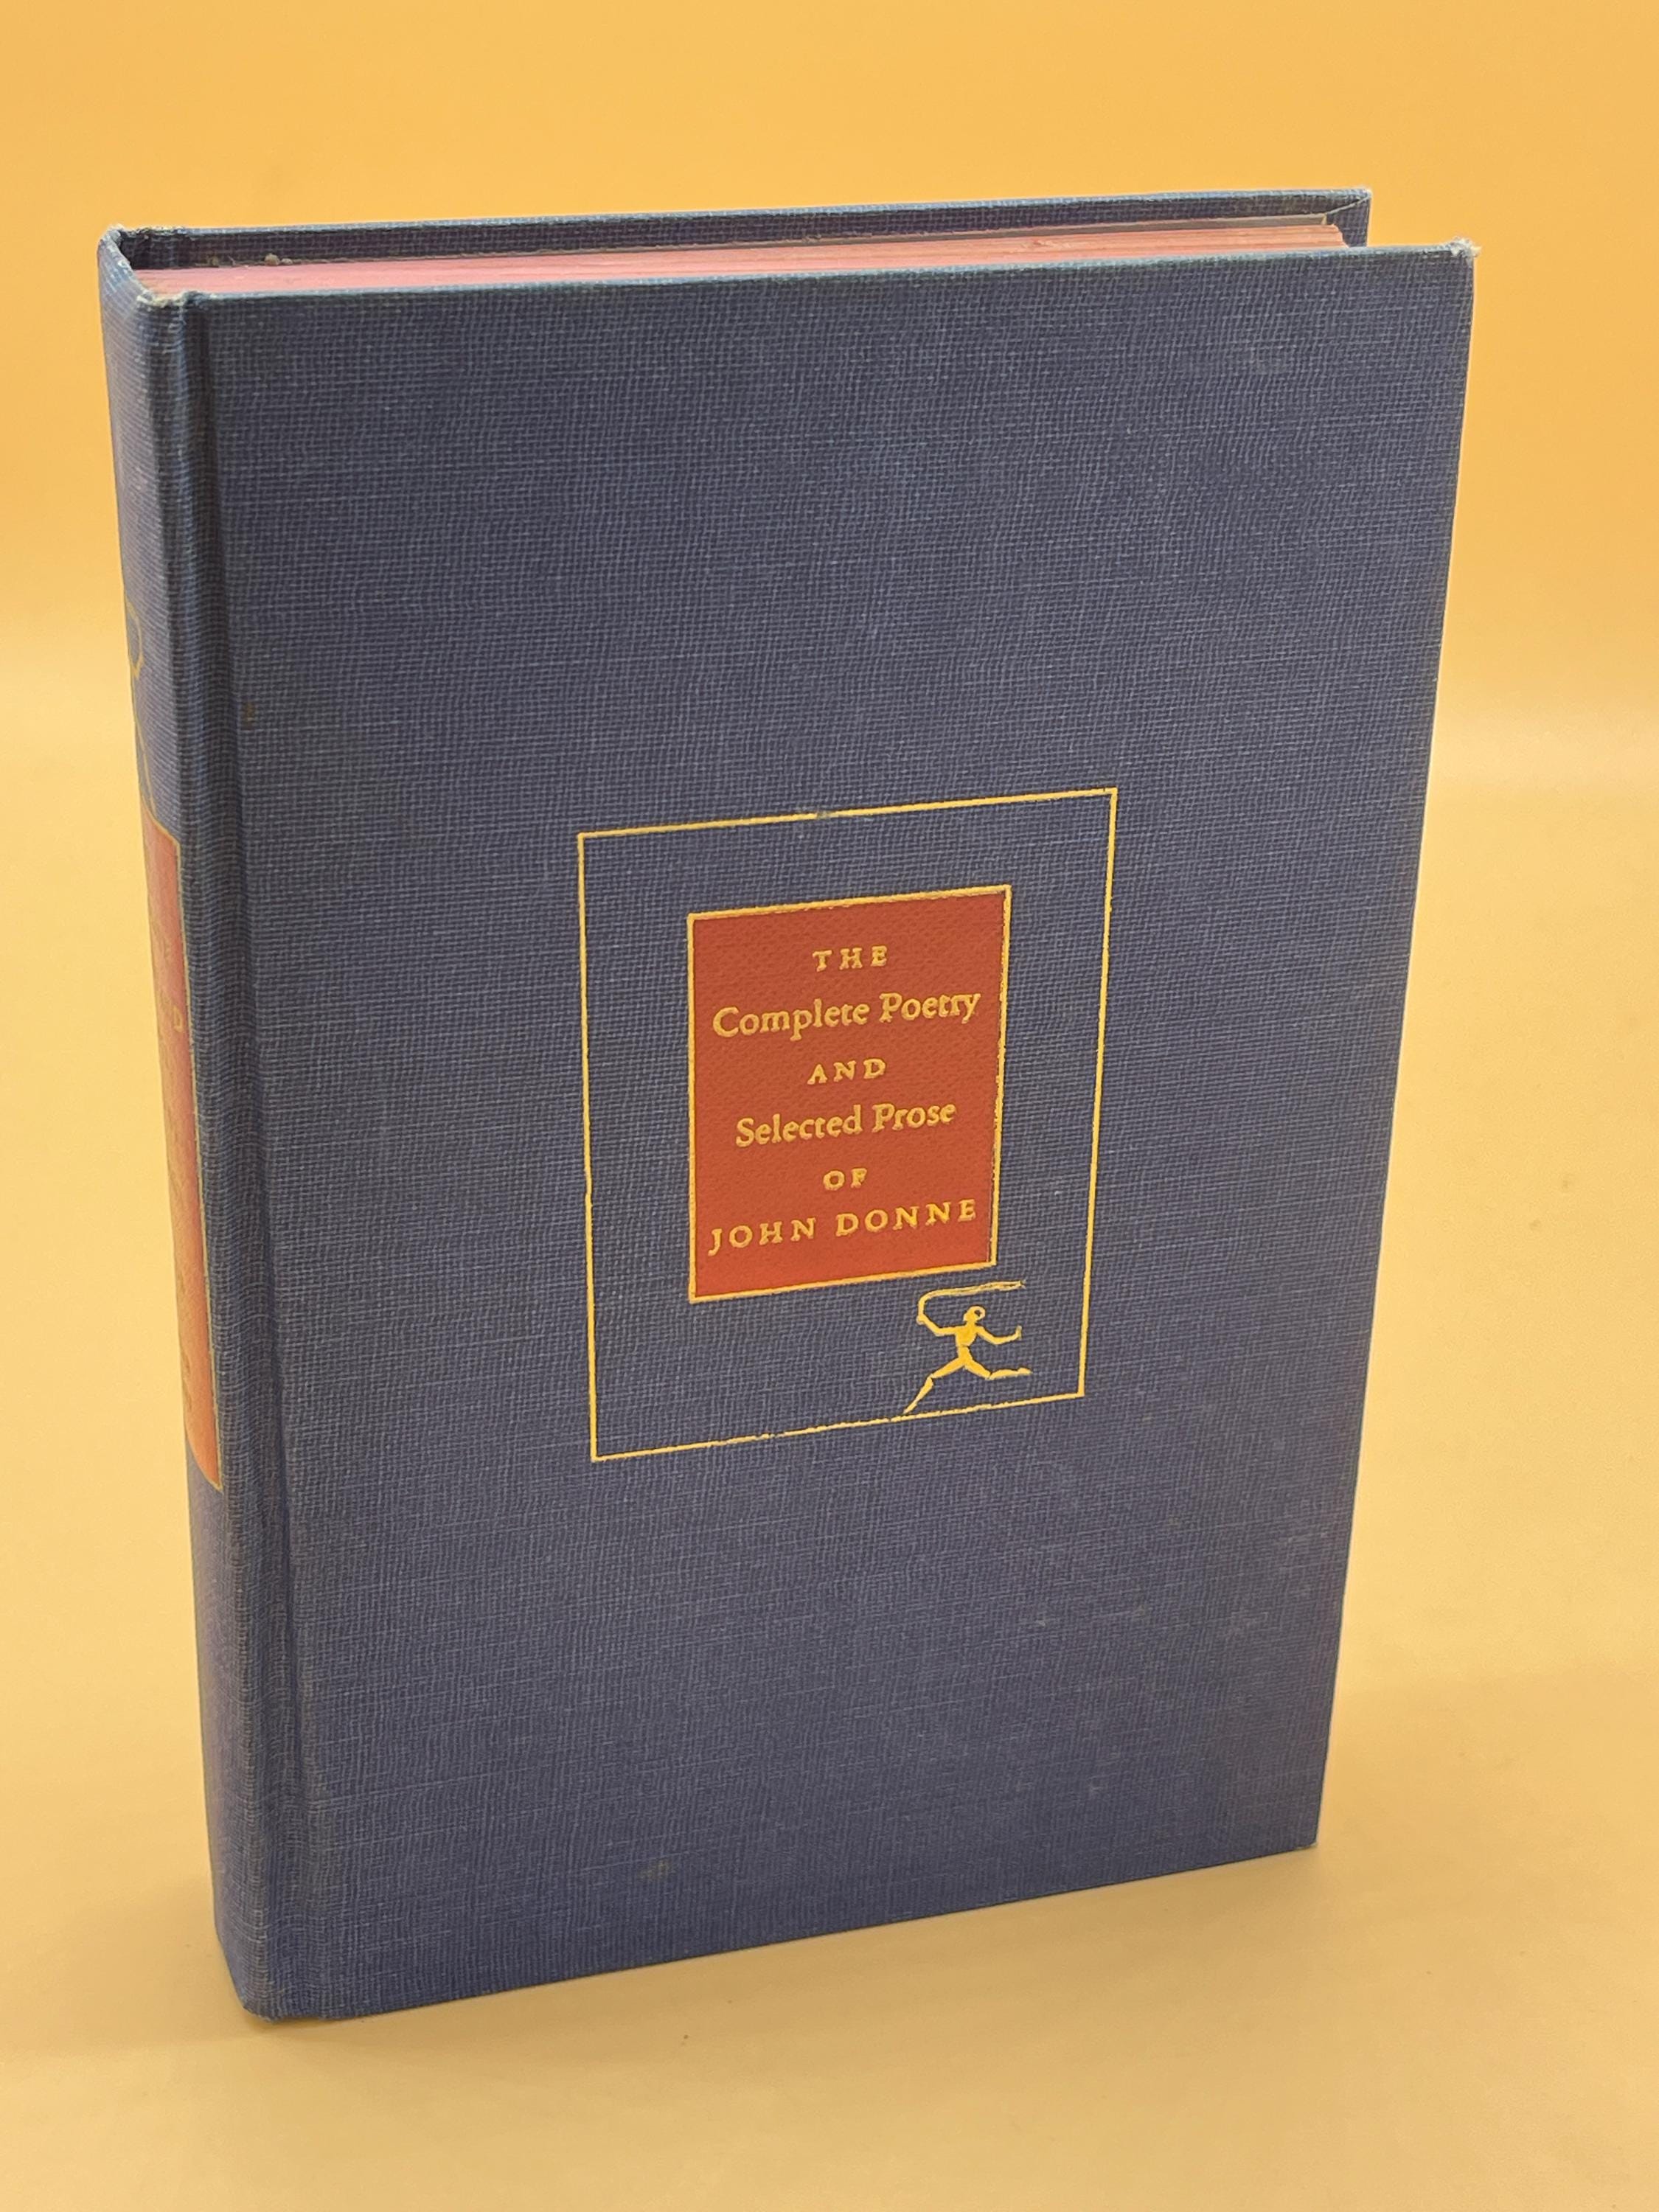 THE
Complete Poetry
AND
Selected Prose
OF
JOHN DONNE